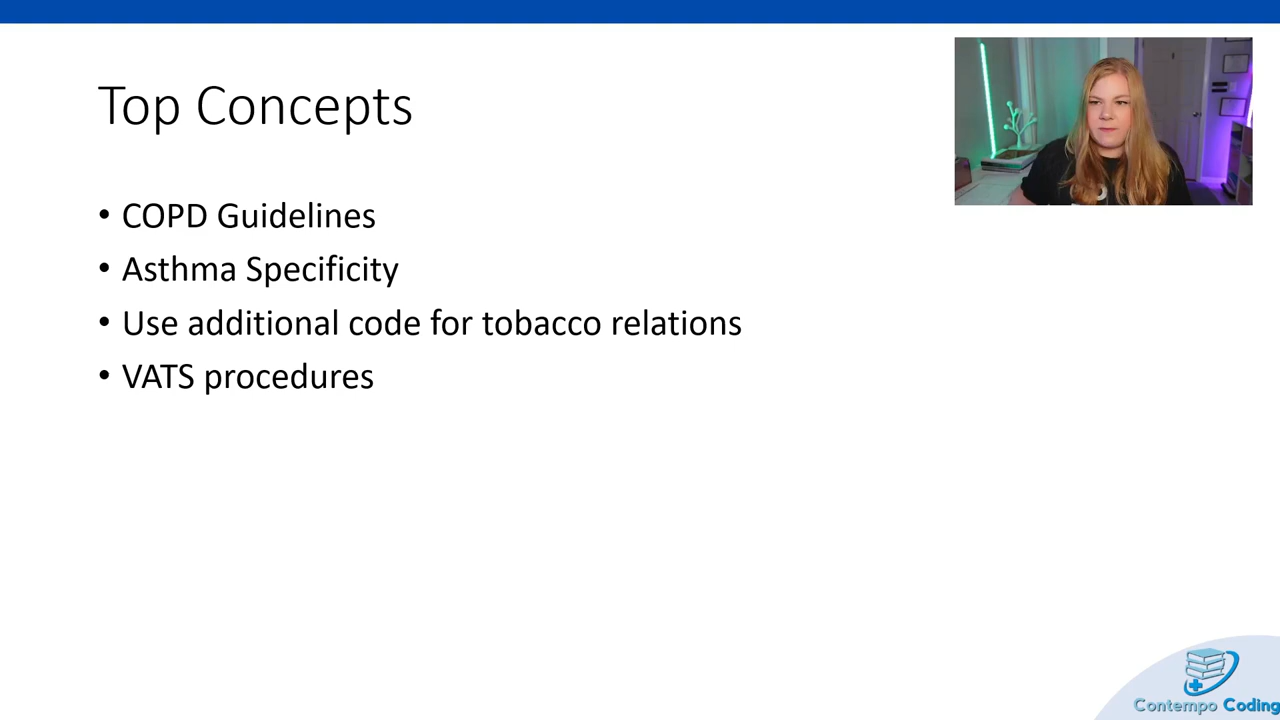 Top Concepts
• COPD Guidelines
• Asthma Specificity
• Use additional code for tobacco relations
• VATS procedures
Contempo Coding